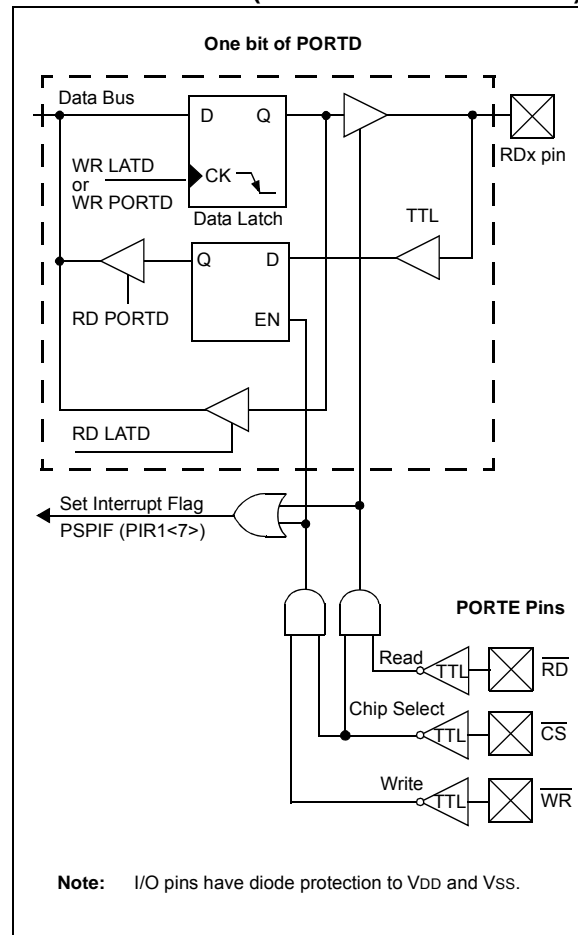 One bit of PORTD
Data Bus
D Q
RDx pin
WR LATD
or
WR PORTD
CK
Data Latch
TTL
Q D
RD PORTD
EN
RD LATD
Set Interrupt Flag
PSPIF (PIR1<7>)
PORTE Pins
Read
TTL
RD
Chip Select
TTL
CS
Write
TTL
WR
Note: I/O pins have diode protection to VDD and VSS.